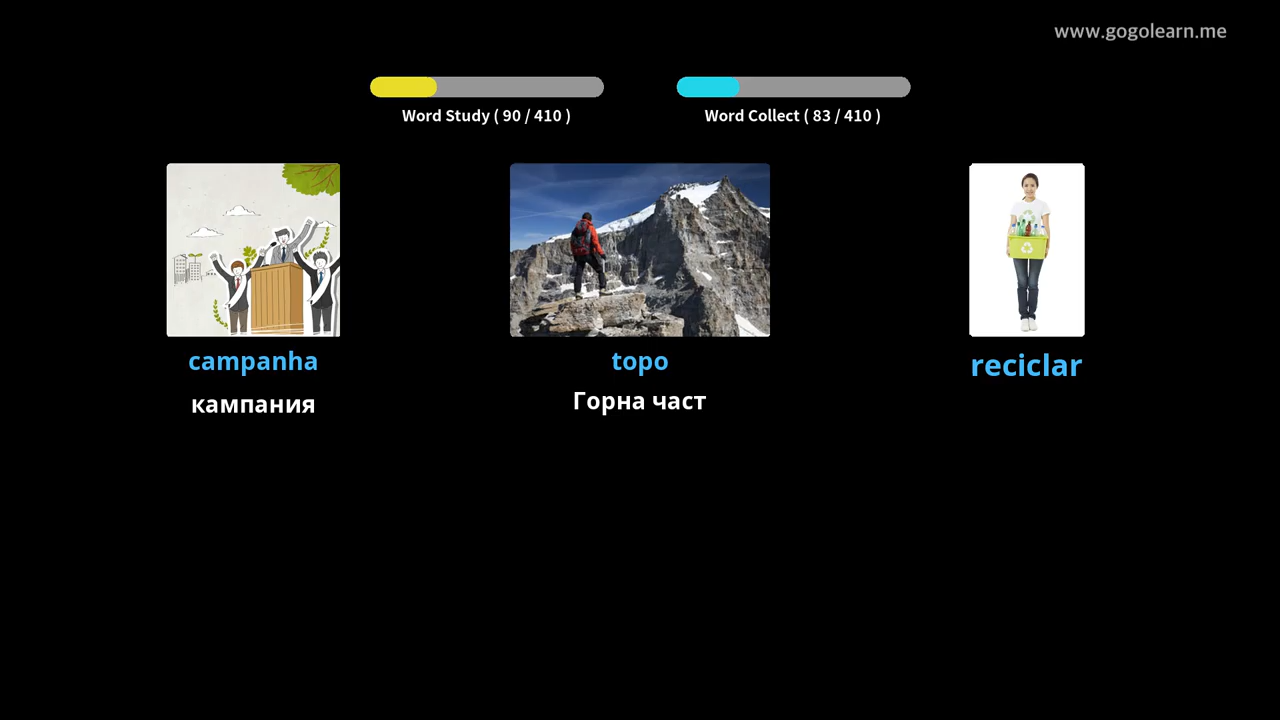 www.gogolearn.me
Word Study ( 90 / 410 )
Word Collect ( 83 / 410 )
campanha
topo
reciclar
кампания
Горна част